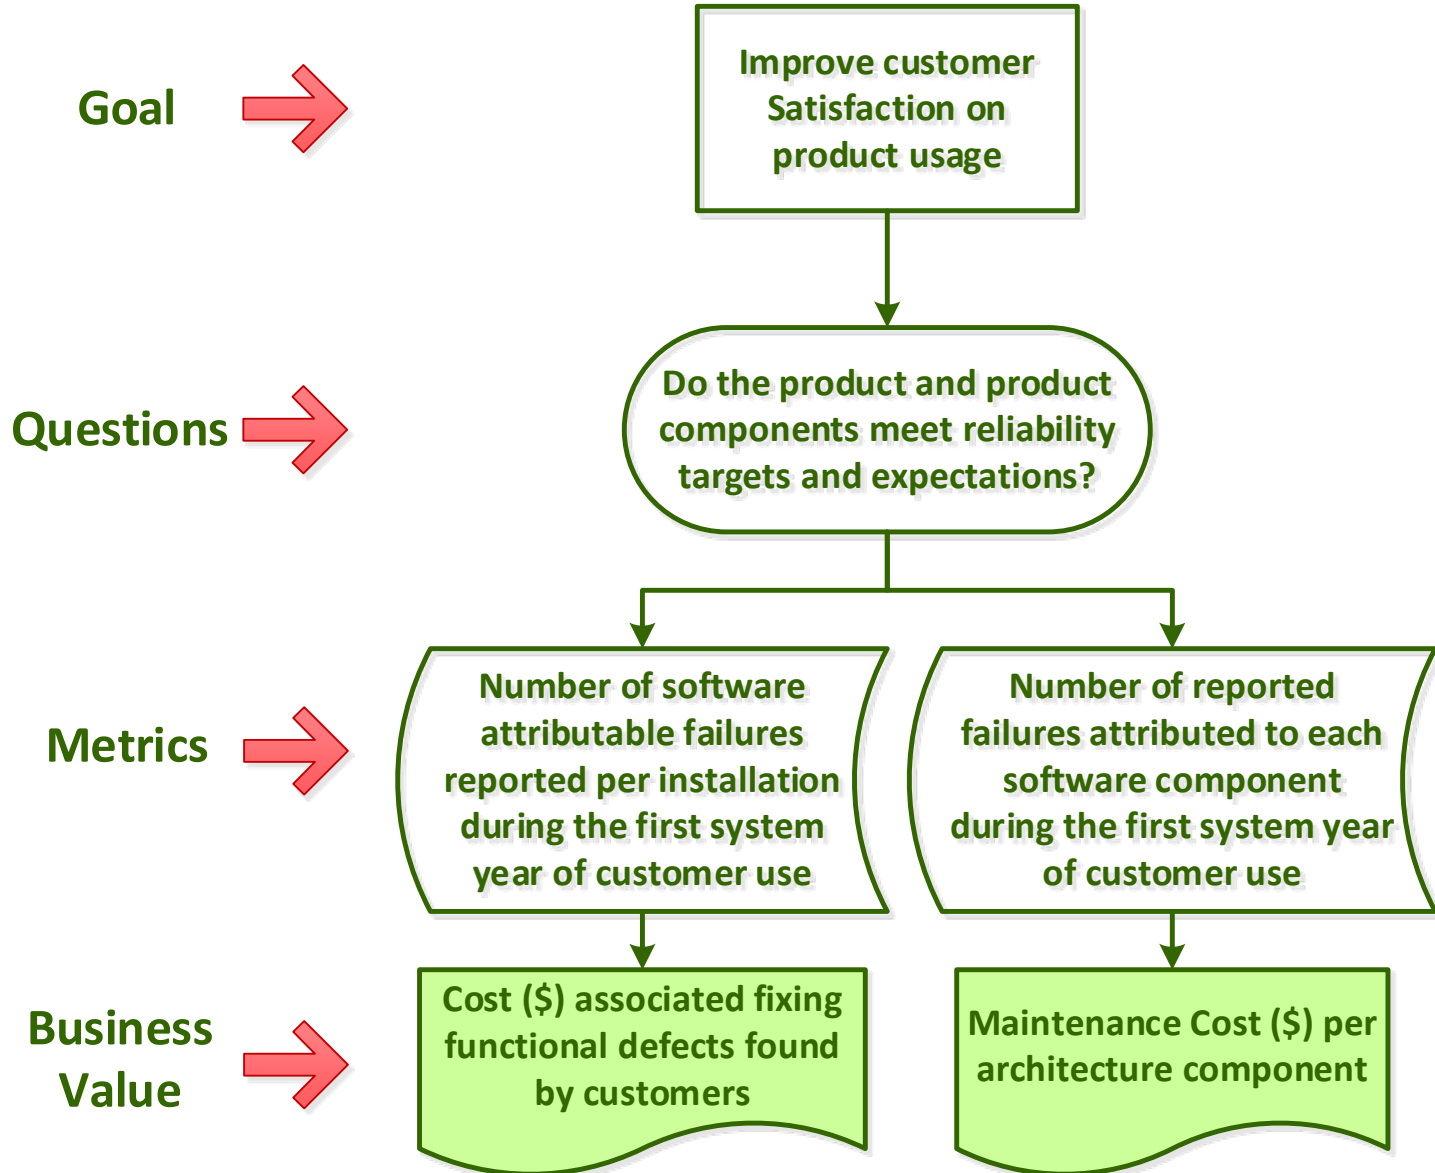 Goal
Improve customer
Satisfaction on
product usage
Questions
Do the product and product
components meet reliability
targets and expectations?
Metrics
Number of software
attributable failures
reported per installation
during the first system
year of customer use
Number of reported
failures attributed to each
software component
during the first system year
of customer use
Business
Value
Cost ($) associated fixing
functional defects found
by customers
Maintenance Cost ($) per
architecture component